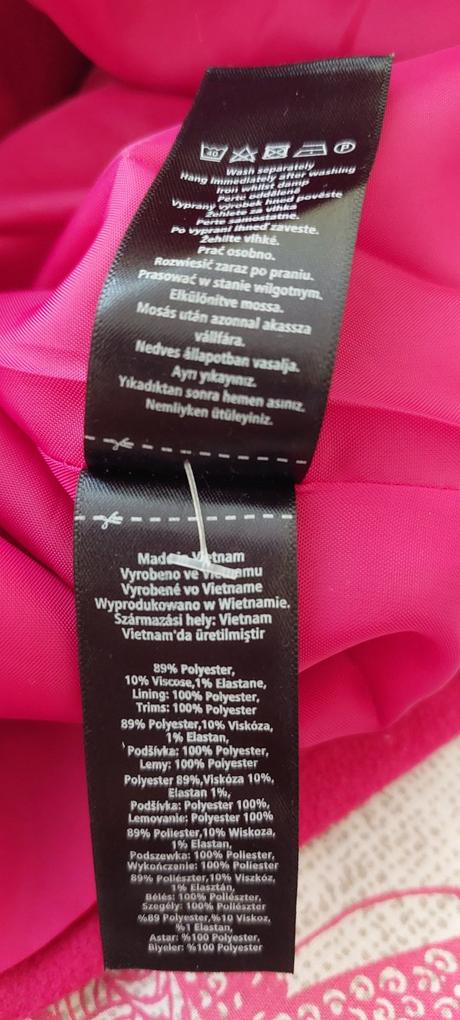 40 P
Wash separately
Hang immediately after washing
Iron whilst damp
Perte odděleně
Vypraný výrobek hned pověste
Žehlete za vlhka
Perte samostatne.
Po vypraní ihneď zaveste.
Žehlite vlhké.
Prać osobno.
Rozwiesić zaraz po praniu.
Prasować w stanie wilgotnym.
Elkülönítve mossa.
Mosás után azonnal akassza
vállfára.
Nedves állapotban vasalja.
Ayrı yıkayınız.
Yıkadıktan sonra hemen asınız.
Nemliyken ütüleyiniz.
Made in Vietnam
Vyrobeno ve Vietnamu
Vyrobené vo Vietname
Wyprodukowano w Wietnamie.
Származási hely: Vietnam
Vietnam'da üretilmiştir
89% Polyester,
10% Viscose,1% Elastane,
Lining: 100% Polyester,
Trims: 100% Polyester
89% Polyester,10% Viskóza,
1% Elastan,
Podšívka: 100% Polyester,
Lemy: 100% Polyester
Polyester 89%,Viskóza 10%,
Elastan 1%,
Podšívka: Polyester 100%,
Lemovanie: Polyester 100%
89% Poliester,10% Wiskoza,
1% Elastan,
Podszewka: 100% Poliester,
Wykończenie: 100% Poliester
89% Poliészter,10% Viszkóz,
1% Elasztán,
Bélés: 100% Poliészter,
Szegély: 100% Poliészter
%89 Polyester,%10 Viskoz,
%1 Elastan,
Astar: %100 Polyester,
Biyeler: %100 Polyester